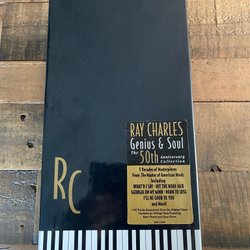 RAY CHARLES
Genius & Soul
The 50th Anniversary
Collection
5 Decades of Masterpieces
From The Master of American Music
Including
WHAT'D I SAY · HIT THE ROAD JACK
GEORGIA ON MY MIND · BORN TO LOSE
I'LL BE GOOD TO YOU
and More!
RC